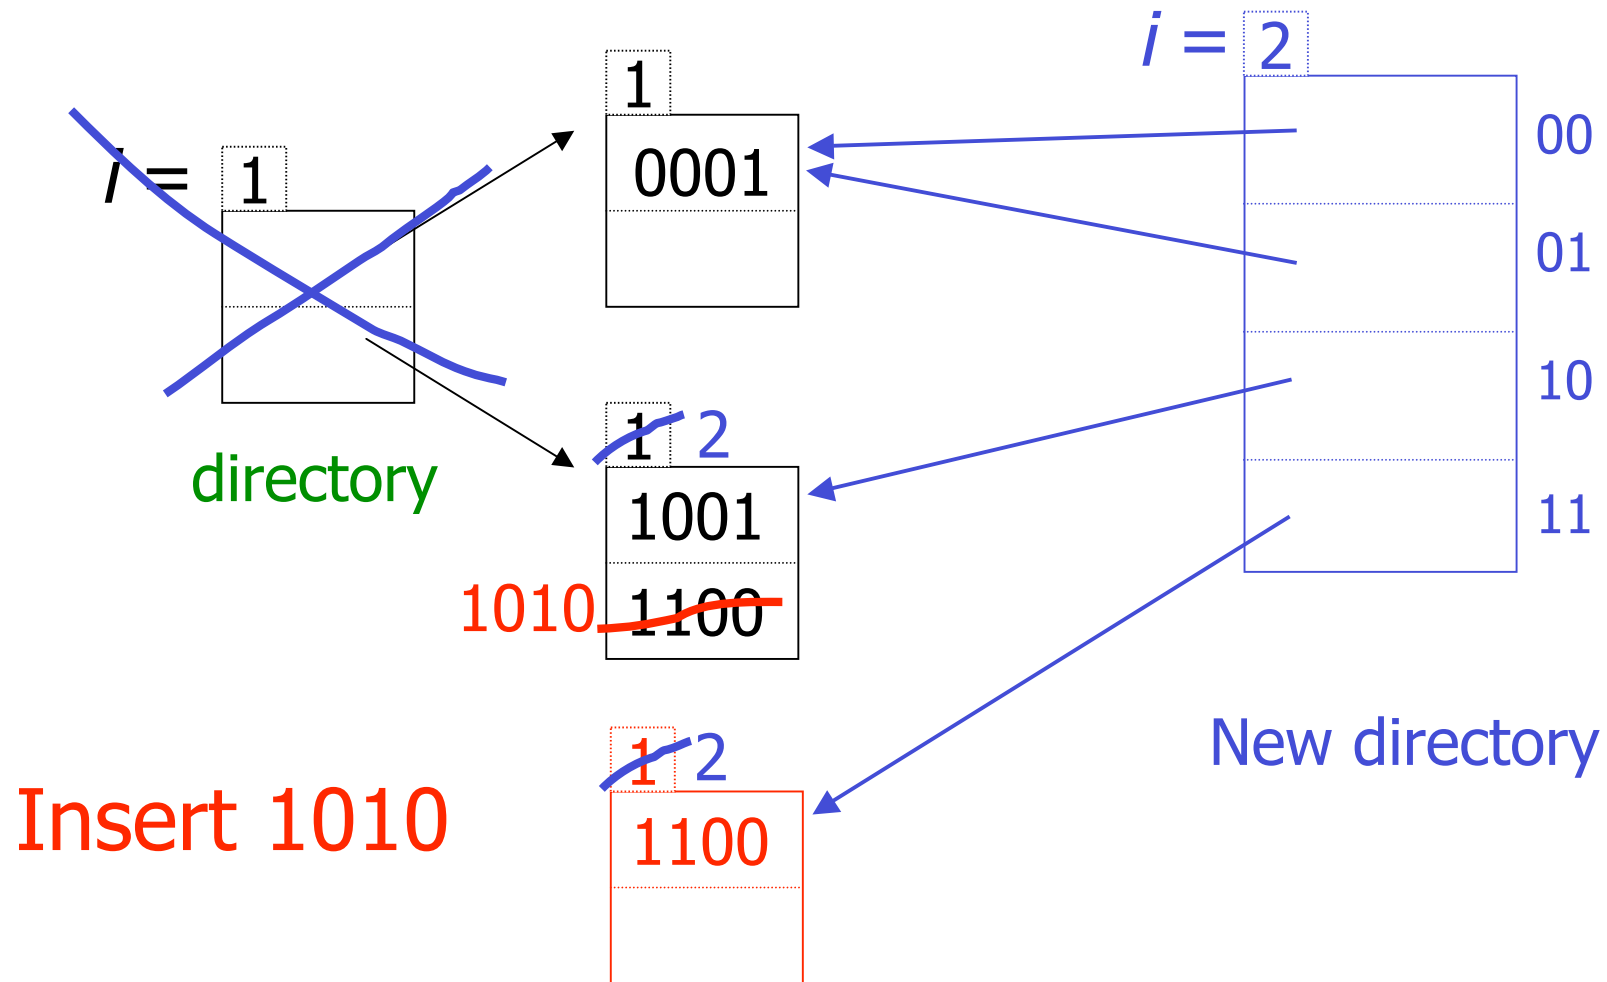 i = 2
1
00
0001
i = 1
01
10
1 2
directory
1001
11
1010 1100
New directory
1 2
Insert 1010
1100